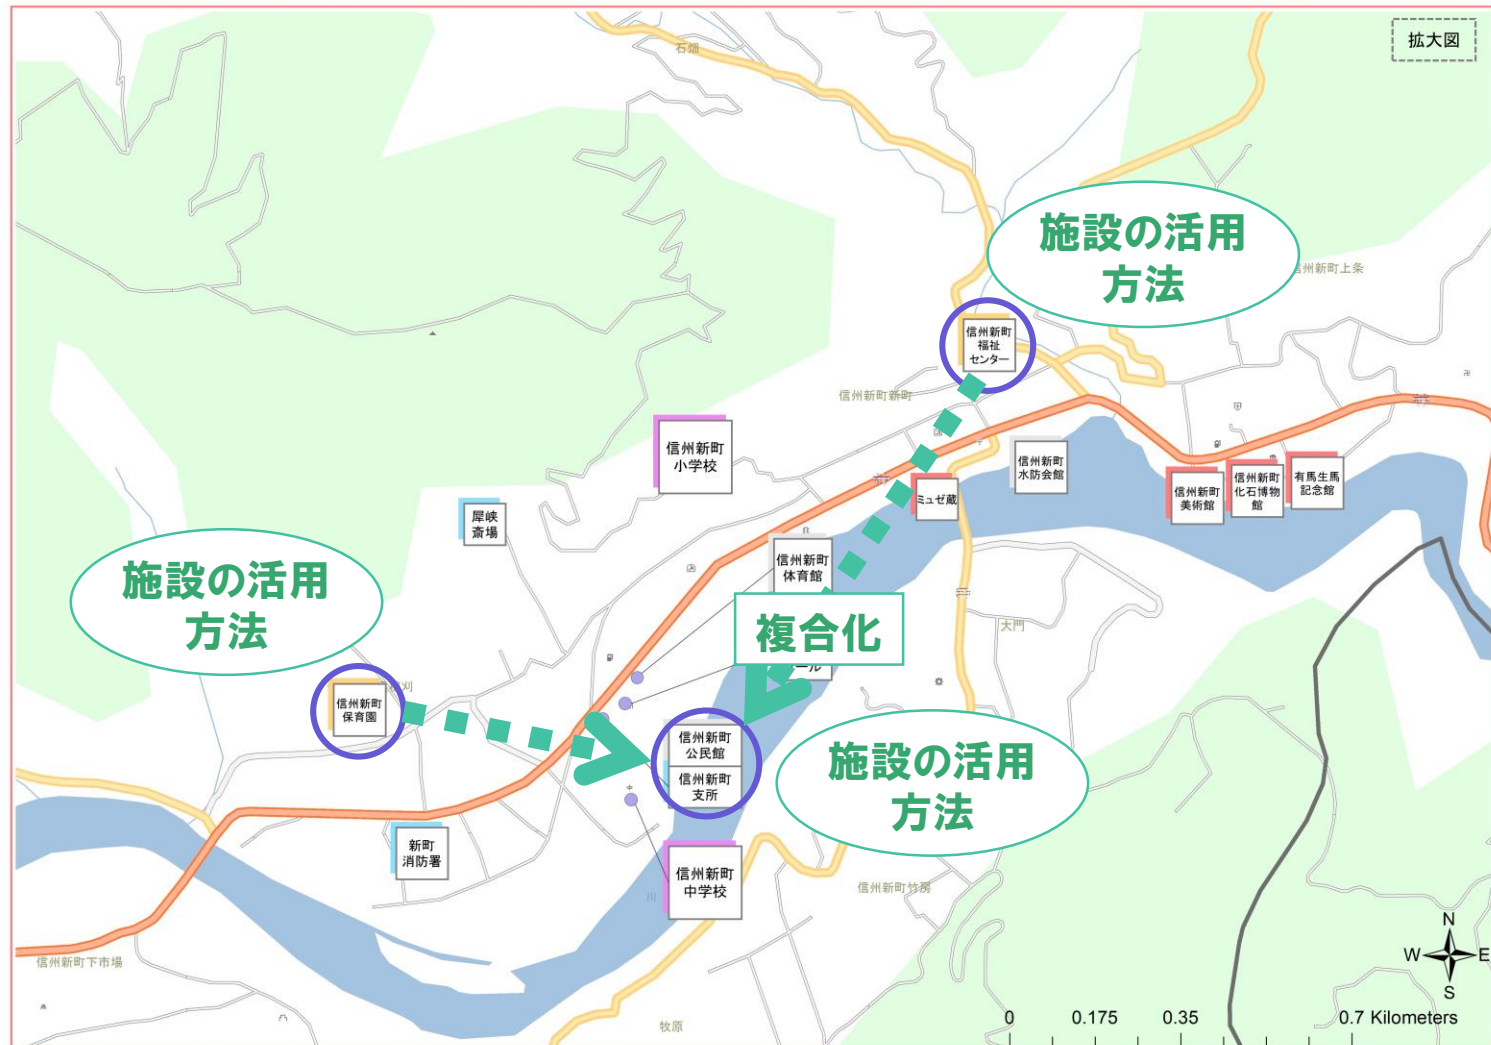 拡大図
石畑
施設の活用
方法
信州新町上条
信州新町
福祉
センター
信州新町新町
信州新町
小学校
信州新町
水防会館
信州新町
美術館
信州新町
化石博物
館
有馬生馬
記念館
ミュゼ蔵
犀峡
斎場
信州新町
体育館
施設の活用
方法
複合化
ール
大門
刈
信州新町
保育園
信州新町
公民館
信州新町
支所
施設の活用
方法
新町
消防署
信州新町
中学校
信州新町竹房
川
信州新町下市場
牧原
N
W
E
S
0
0.175
0.35
0.7 Kilometers